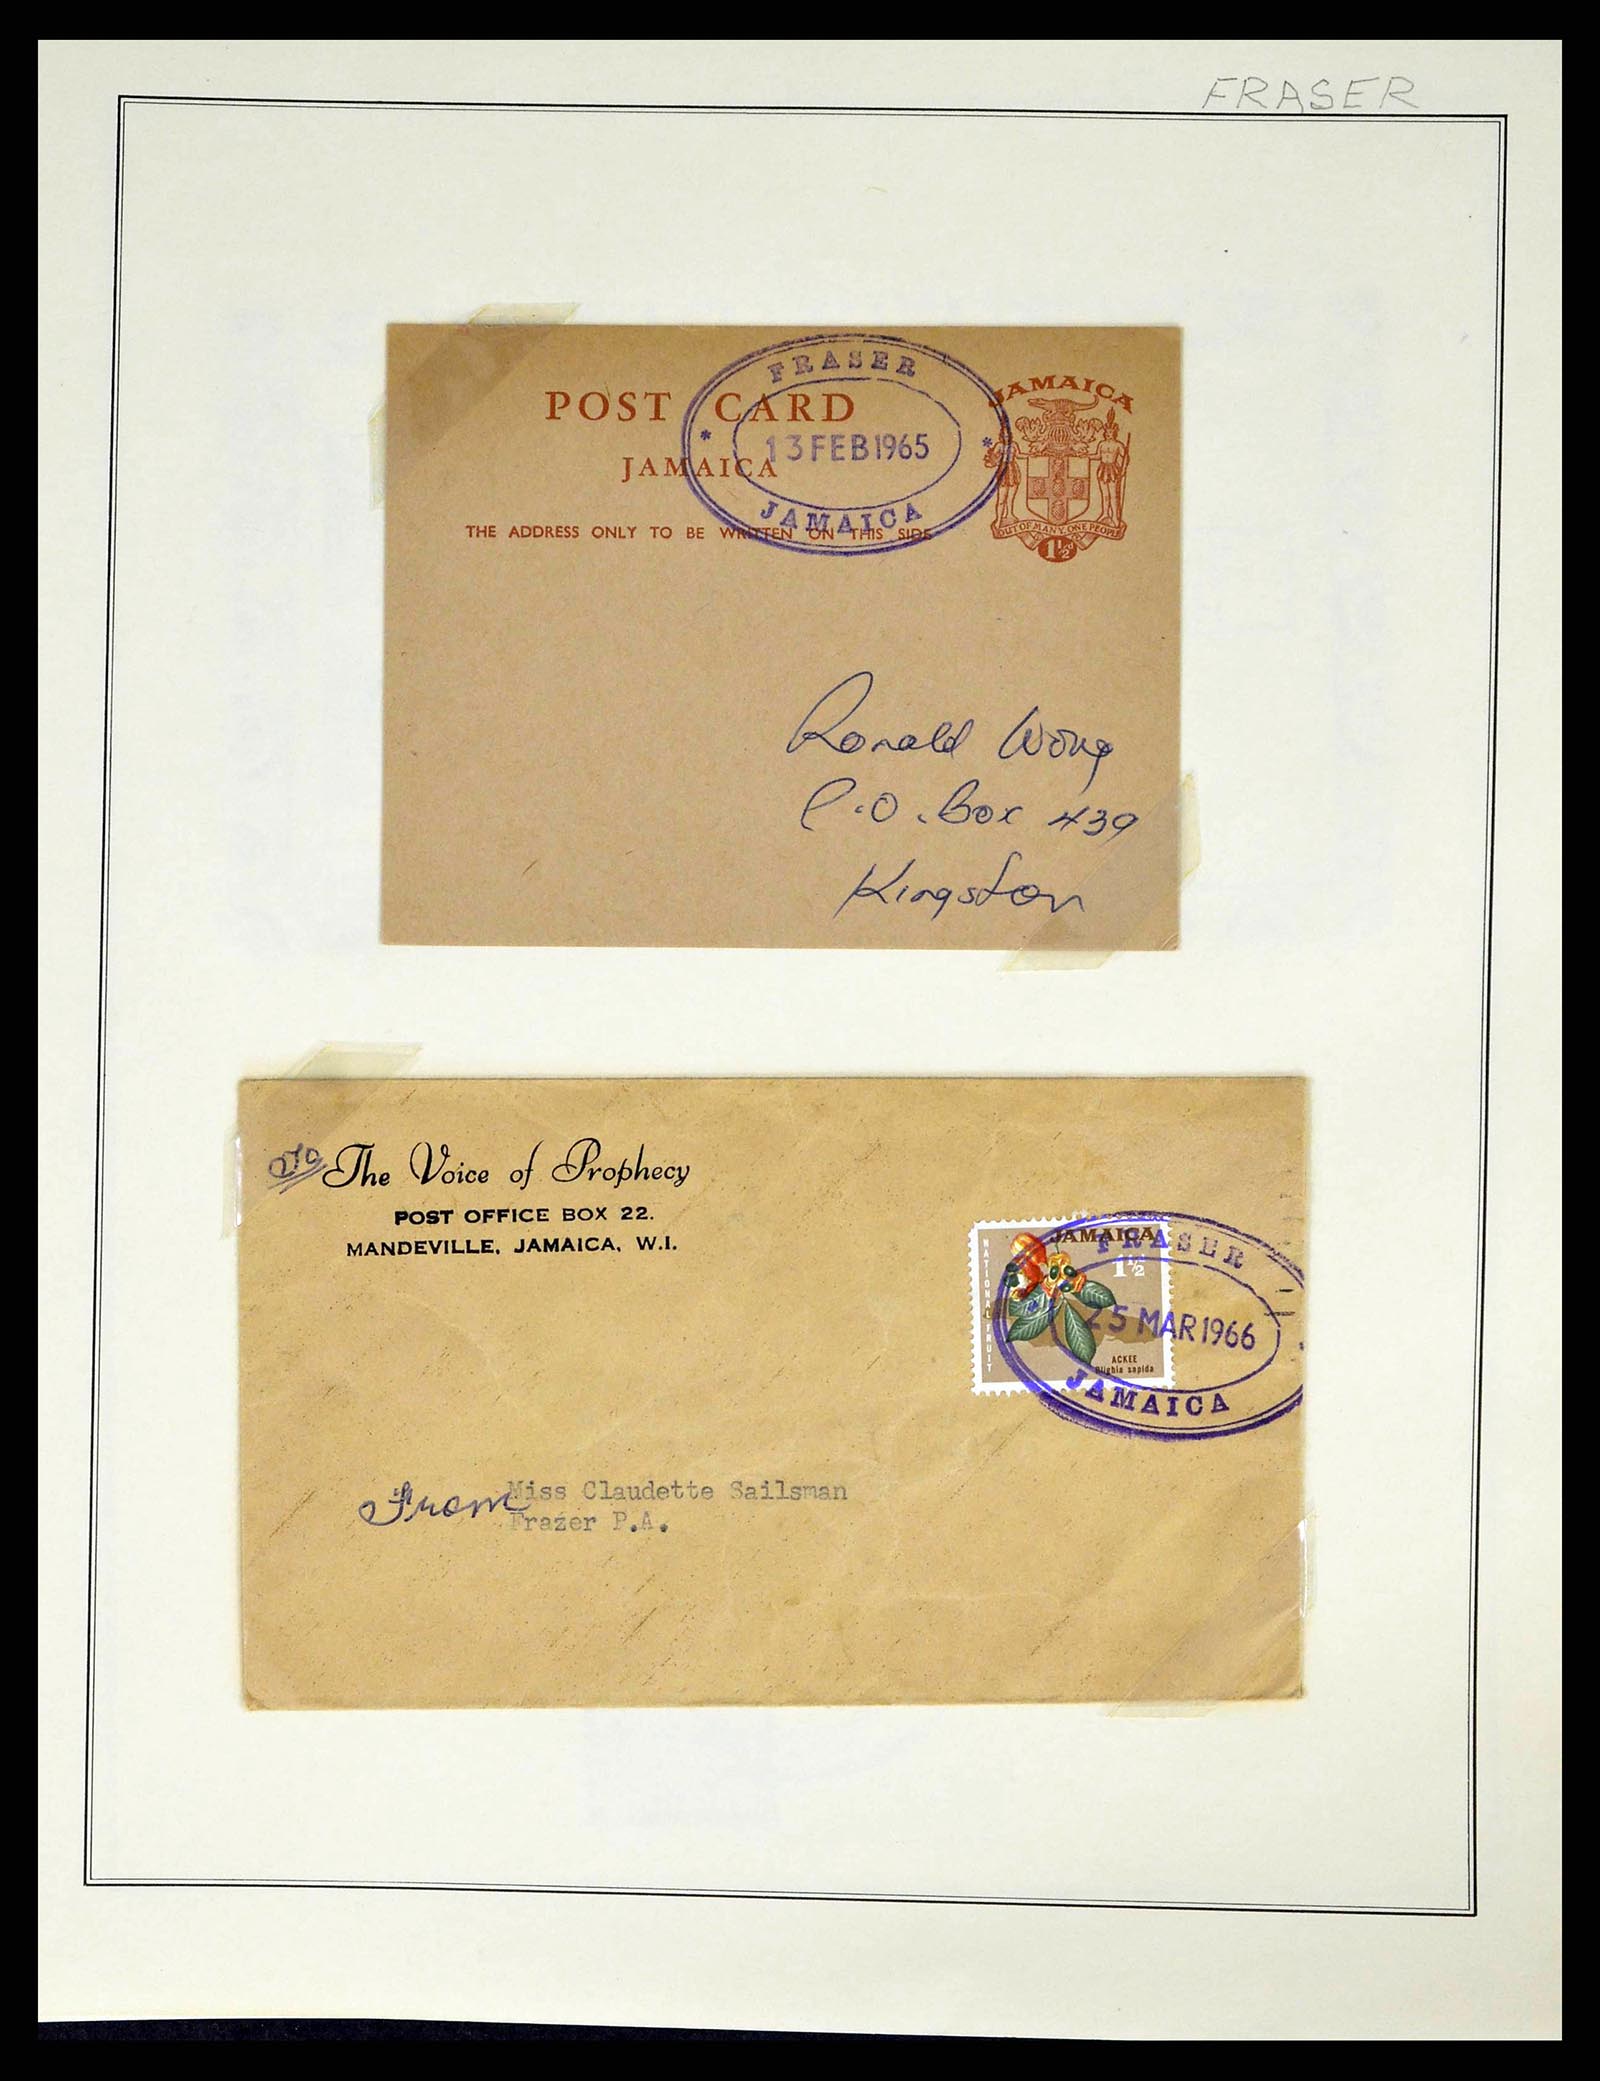 FRASER
FRASER
POST CARD
JAMAICA
13 FEB 1965
JAMAICA
THE ADDRESS ONLY TO BE WRITTEN ON THIS SIDE
JAMAICA
OUT OF MANY, ONE PEOPLE
1½d
Ronald Wong
P.O. Box 439
Kingston
To The Voice of Prophecy
POST OFFICE BOX 22.
MANDEVILLE, JAMAICA, W.I.
JAMAICA
1½
NATIONAL FRUIT
ACKEE
Blighia sapida
FRASER
25 MAR 1966
JAMAICA
From Miss Claudette Sailsman
Frazer P.A.